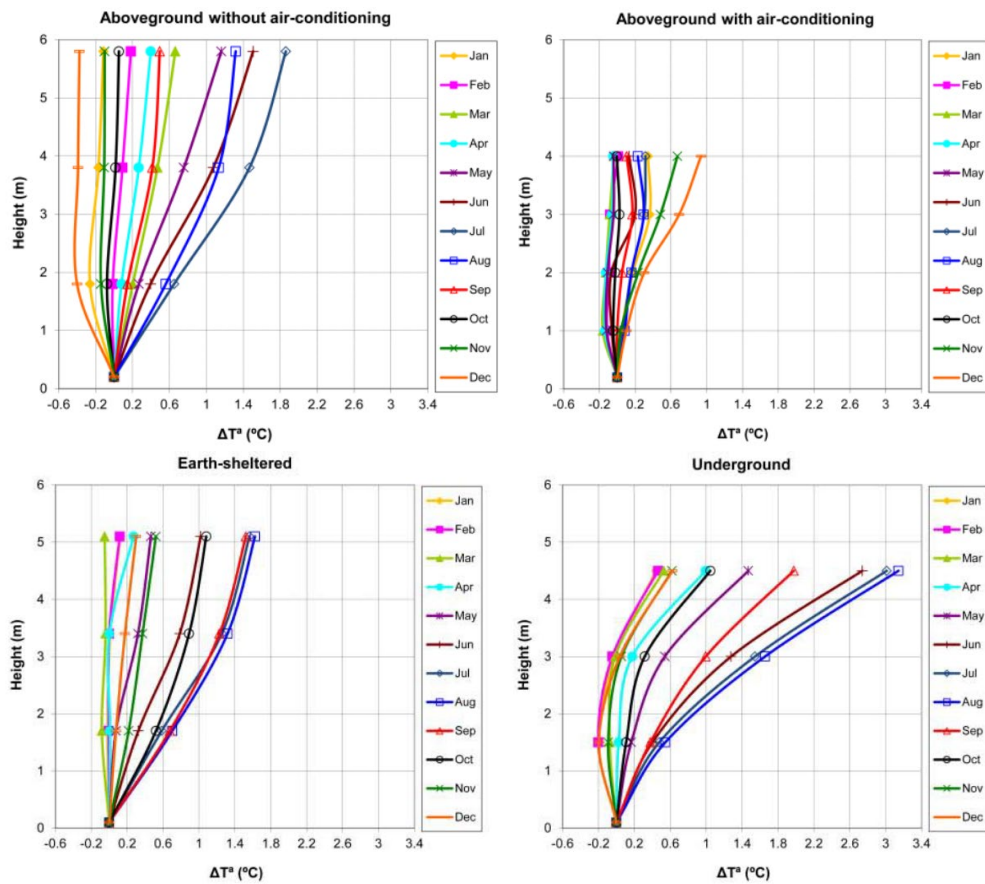 Aboveground without air-conditioning
6
5
4
3
2
1
0
Height (m)
-0.6 -0.2 0.2 0.6 1 1.4 1.8 2.2 2.6 3 3.4
ΔTª (ºC)
Jan
Feb
Mar
Apr
May
Jun
Jul
Aug
Sep
Oct
Nov
Dec
Aboveground with air-conditioning
6
5
4
3
2
1
0
Height (m)
-0.6 -0.2 0.2 0.6 1 1.4 1.8 2.2 2.6 3 3.4
ΔTª (ºC)
Jan
Feb
Mar
Apr
May
Jun
Jul
Aug
Sep
Oct
Nov
Dec
Earth-sheltered
6
5
4
3
2
1
0
Height (m)
-0.6 -0.2 0.2 0.6 1 1.4 1.8 2.2 2.6 3 3.4
ΔTª (ºC)
Jan
Feb
Mar
Apr
May
Jun
Jul
Aug
Sep
Oct
Nov
Dec
Underground
6
5
4
3
2
1
0
Height (m)
-0.6 -0.2 0.2 0.6 1 1.4 1.8 2.2 2.6 3 3.4
ΔTª (ºC)
Jan
Feb
Mar
Apr
May
Jun
Jul
Aug
Sep
Oct
Nov
Dec